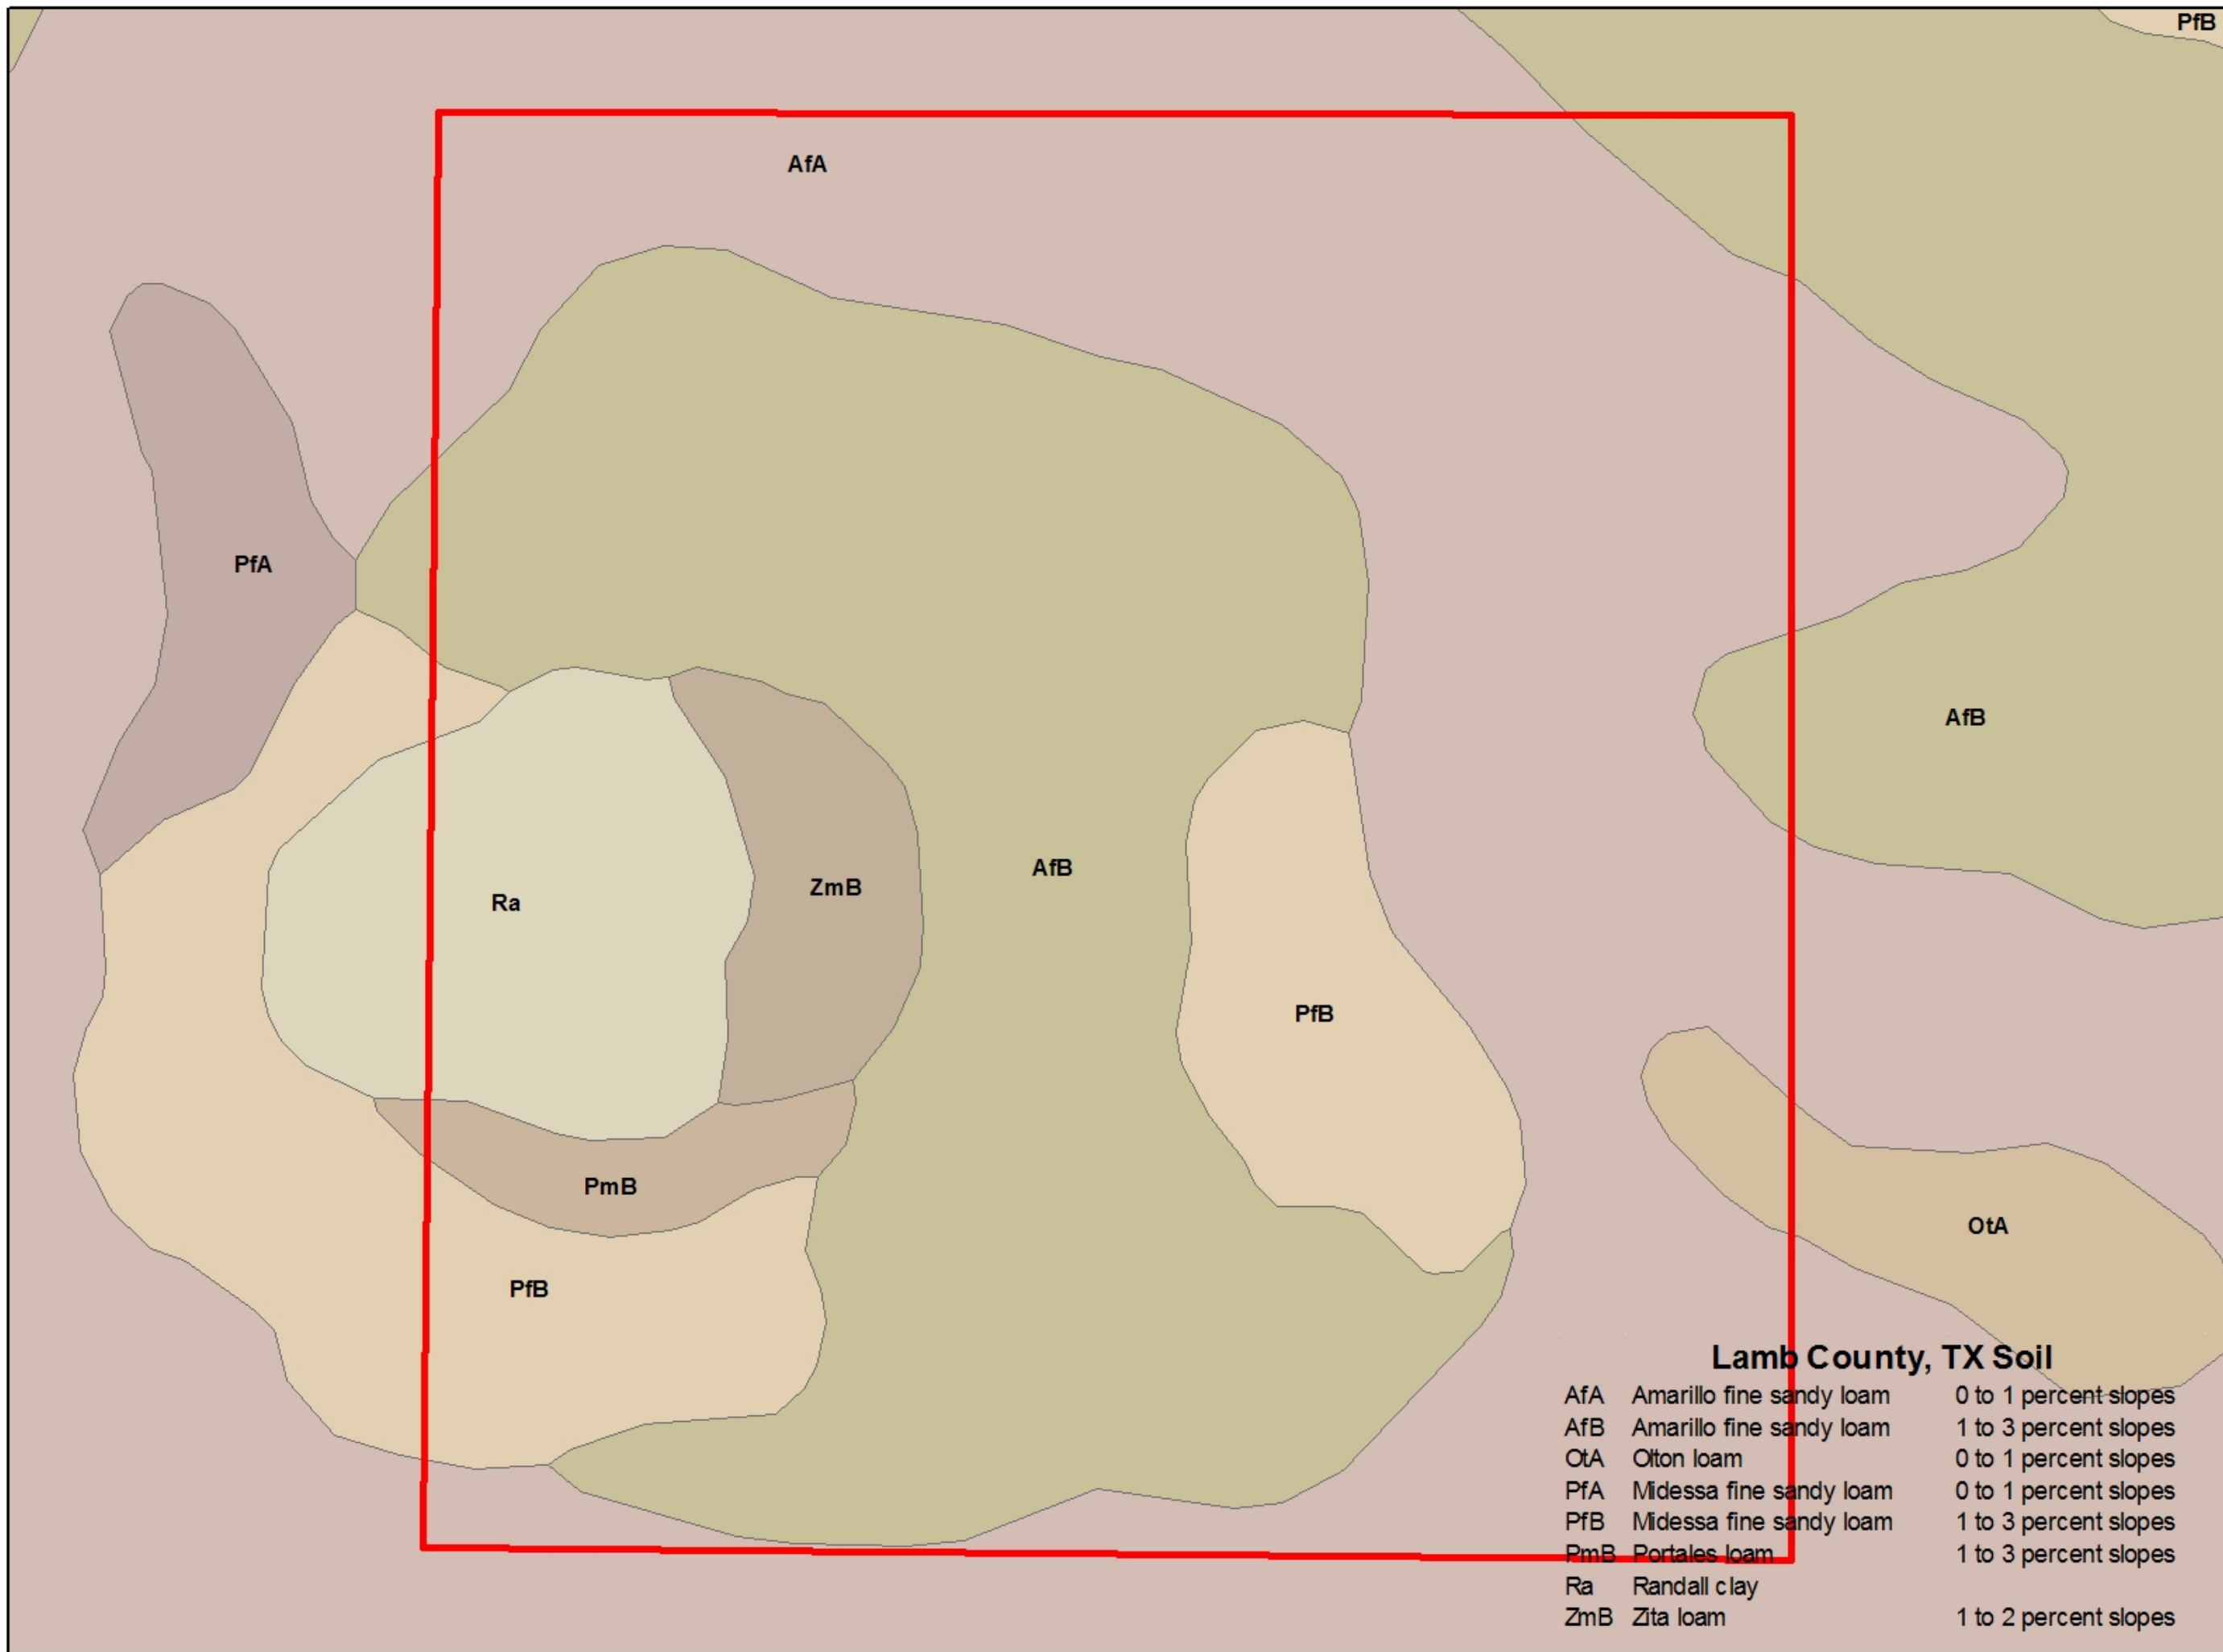 PfB
AfA
PfA
AfB
AfB
ZmB
Ra
PfB
PmB
OtA
PfB
Lamb County, TX Soil
AfA Amarillo fine sandy loam 0 to 1 percent slopes
AfB Amarillo fine sandy loam 1 to 3 percent slopes
OtA Olton loam 0 to 1 percent slopes
PfA Midessa fine sandy loam 0 to 1 percent slopes
PfB Midessa fine sandy loam 1 to 3 percent slopes
PmB Portales loam 1 to 3 percent slopes
Ra Randall clay
ZmB Zita loam 1 to 2 percent slopes